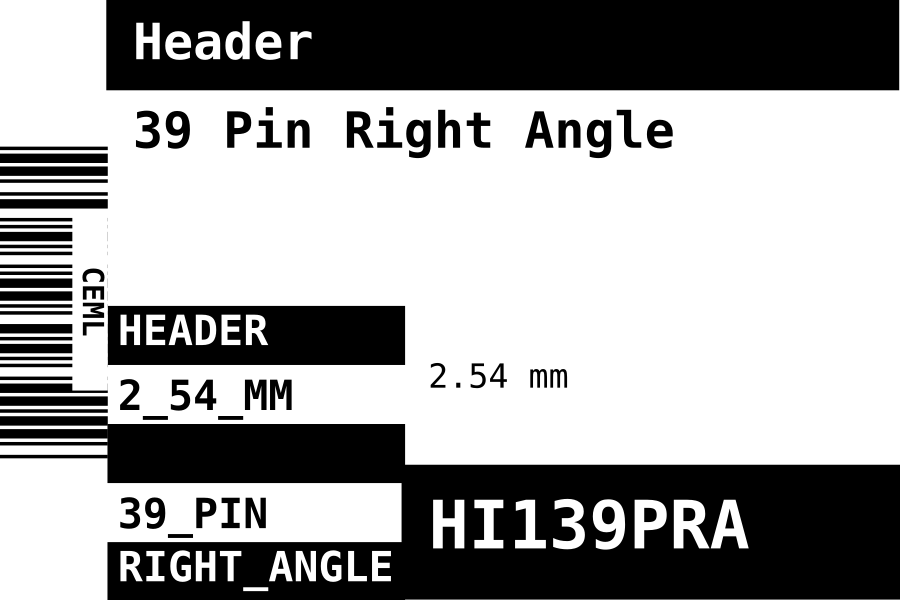 Header
39 Pin Right Angle
CEML
HEADER
2_54_MM
2.54 mm
39_PIN
RIGHT_ANGLE
HI139PRA